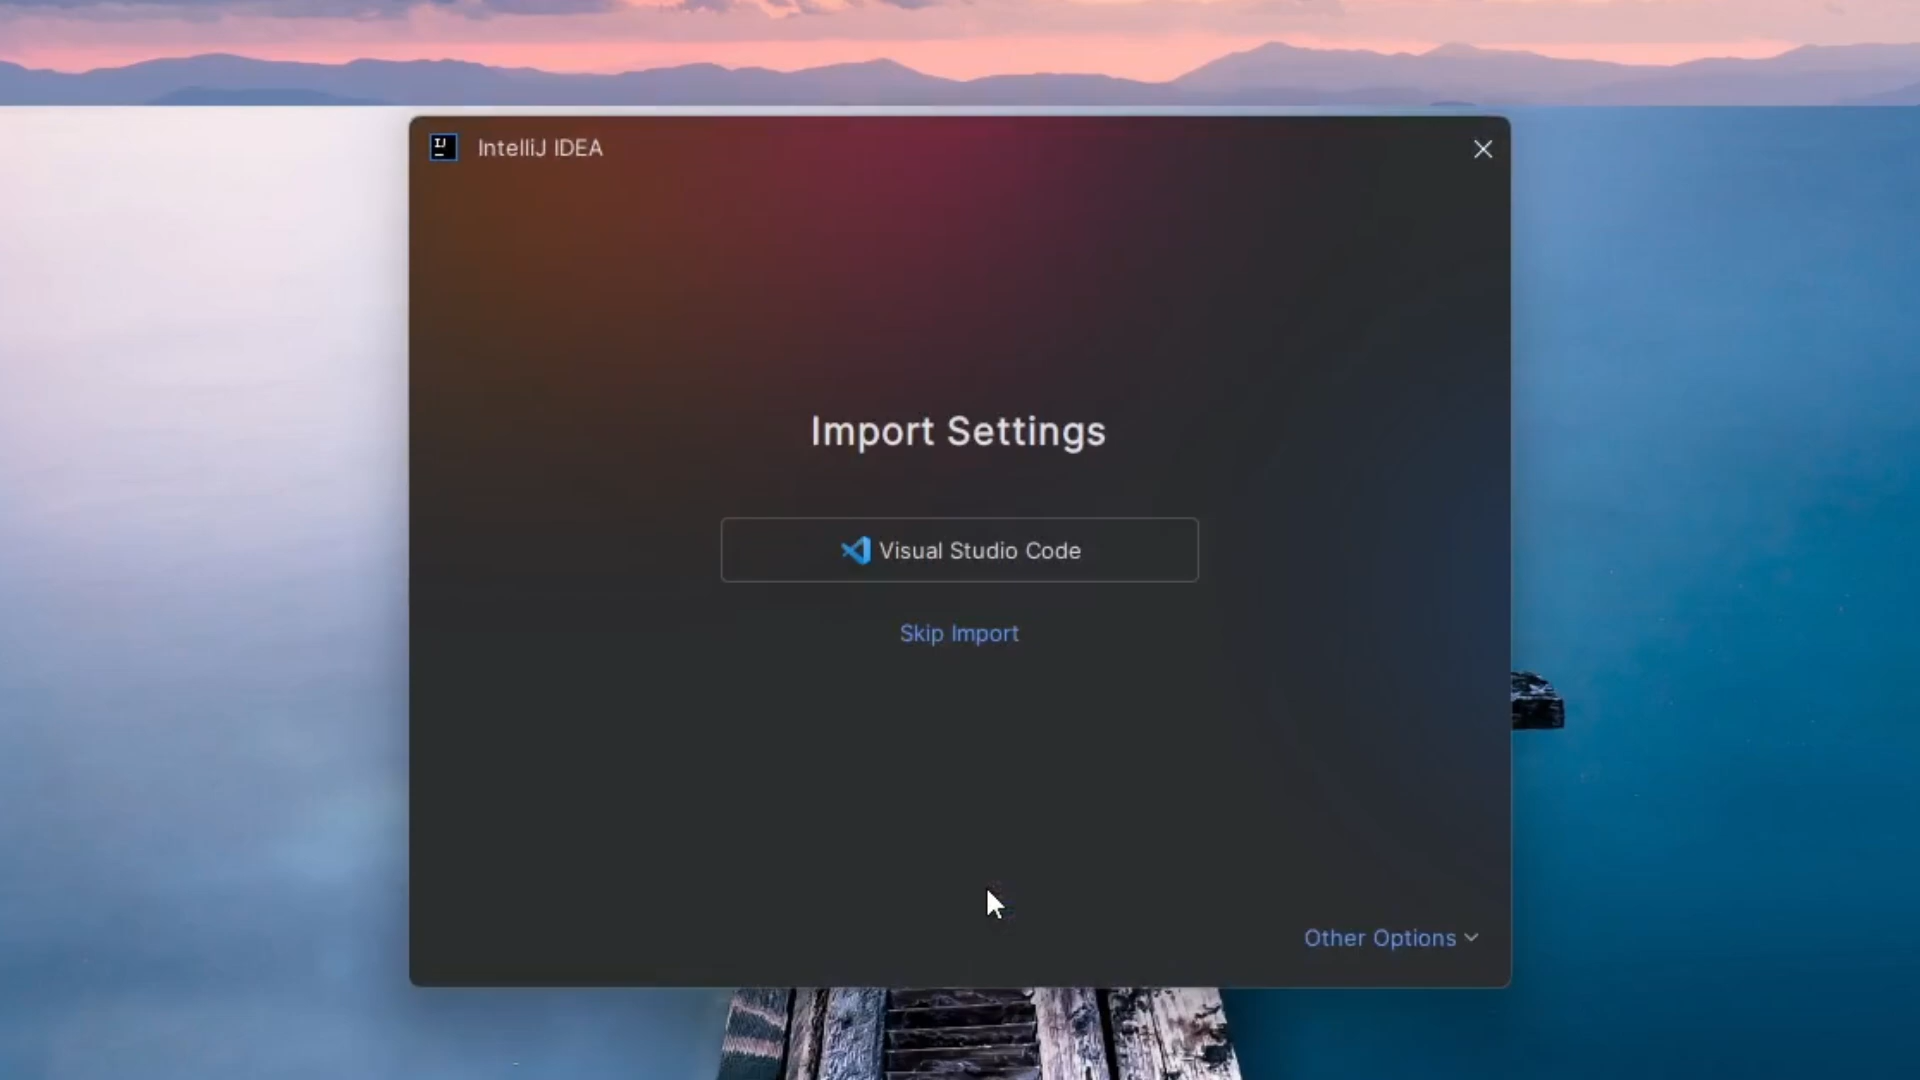 IntelliJ IDEA
Import Settings
Visual Studio Code
Skip Import
Other Options